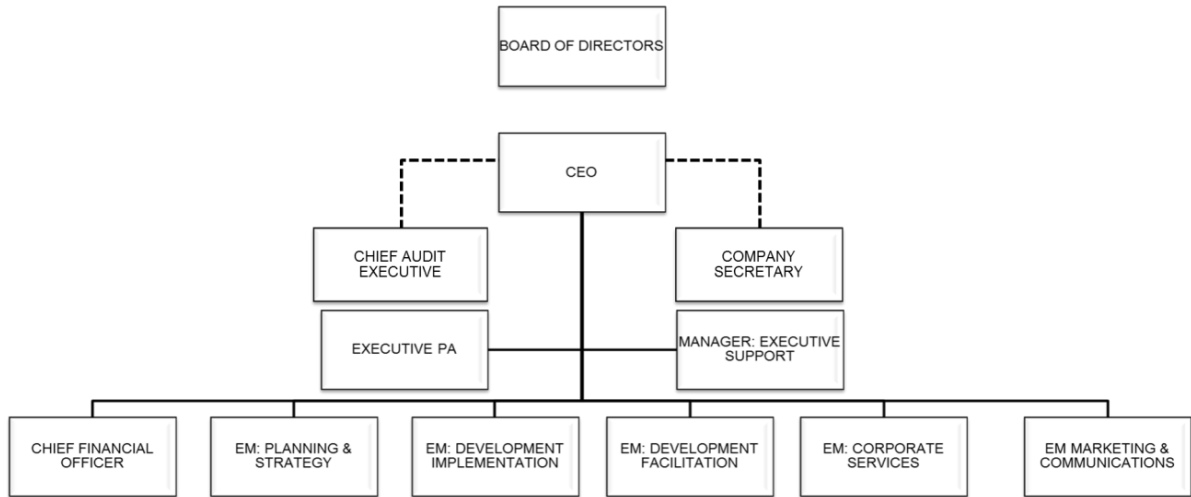 BOARD OF DIRECTORS
CEO
CHIEF AUDIT
EXECUTIVE
COMPANY
SECRETARY
EXECUTIVE PA
MANAGER: EXECUTIVE
SUPPORT
CHIEF FINANCIAL
OFFICER
EM: PLANNING &
STRATEGY
EM: DEVELOPMENT
IMPLEMENTATION
EM: DEVELOPMENT
FACILITATION
EM: CORPORATE
SERVICES
EM MARKETING &
COMMUNICATIONS